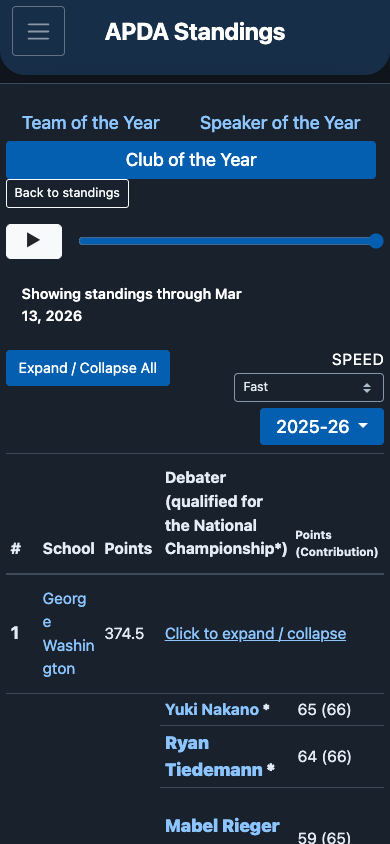 APDA Standings
Team of the Year
Speaker of the Year
Club of the Year
Back to standings
Showing standings through Mar
13, 2026
Expand / Collapse All
SPEED
Fast
2025-26
#
School
Points
Debater
(qualified for
the National
Championship*)
Points
(Contribution)
1
Georg
e
Washin
gton
374.5
Click to expand / collapse
Yuki Nakano *
65 (66)
Ryan
Tiedemann *
64 (66)
Mabel Rieger
59 (65)